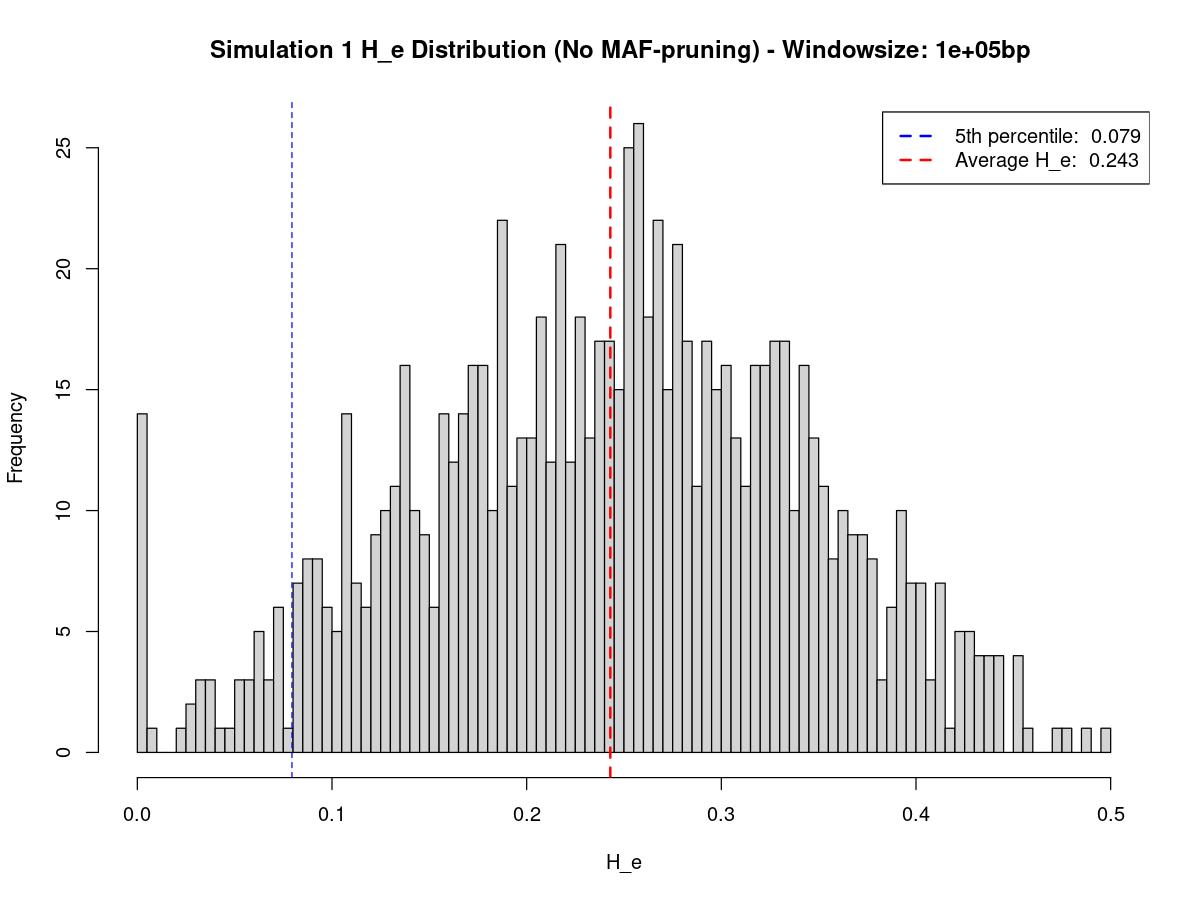 Simulation 1 H_e Distribution (No MAF-pruning) - Windowsize: 1e+05bp
5th percentile:  0.079
Average H_e:  0.243
Frequency
25
20
15
10
5
0
0.0 0.1 0.2 0.3 0.4 0.5
H_e